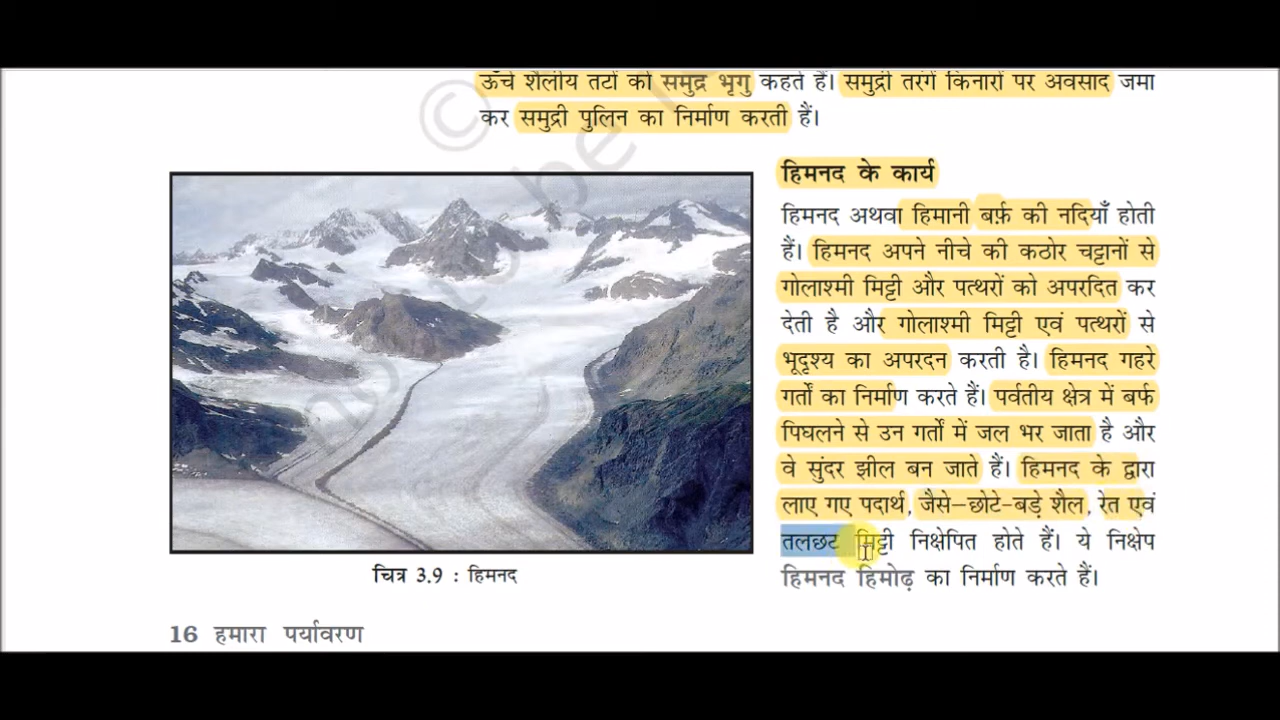 ऊँचे शैलीय तटों को समुद्र भृगु कहते हैं। समुद्री तरंगें किनारों पर अवसाद जमा
कर समुद्री पुलिन का निर्माण करती हैं।
हिमनद के कार्य
हिमनद अथवा हिमानी बर्फ़ की नदियाँ होती
हैं। हिमनद अपने नीचे की कठोर चट्टानों से
गोलाश्मी मिट्टी और पत्थरों को अपरदित कर
देती है और गोलाश्मी मिट्टी एवं पत्थरों से
भूदृश्य का अपरदन करती है। हिमनद गहरे
गर्तों का निर्माण करते हैं। पर्वतीय क्षेत्र में बर्फ
पिघलने से उन गर्तों में जल भर जाता है और
वे सुंदर झील बन जाते हैं। हिमनद के द्वारा
लाए गए पदार्थ, जैसे–छोटे-बड़े शैल, रेत एवं
तलछट मिट्टी निक्षेपित होते हैं। ये निक्षेप
हिमनद हिमोढ़ का निर्माण करते हैं।
चित्र 3.9 : हिमनद
16 हमारा पर्यावरण